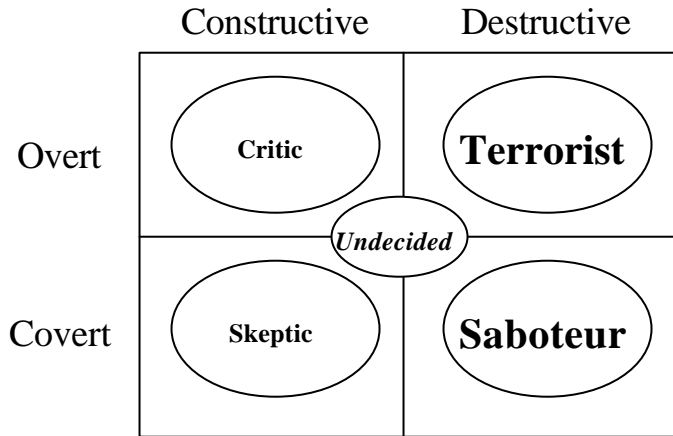 Constructive Destructive
Overt Critic Terrorist
Undecided
Covert Skeptic Saboteur